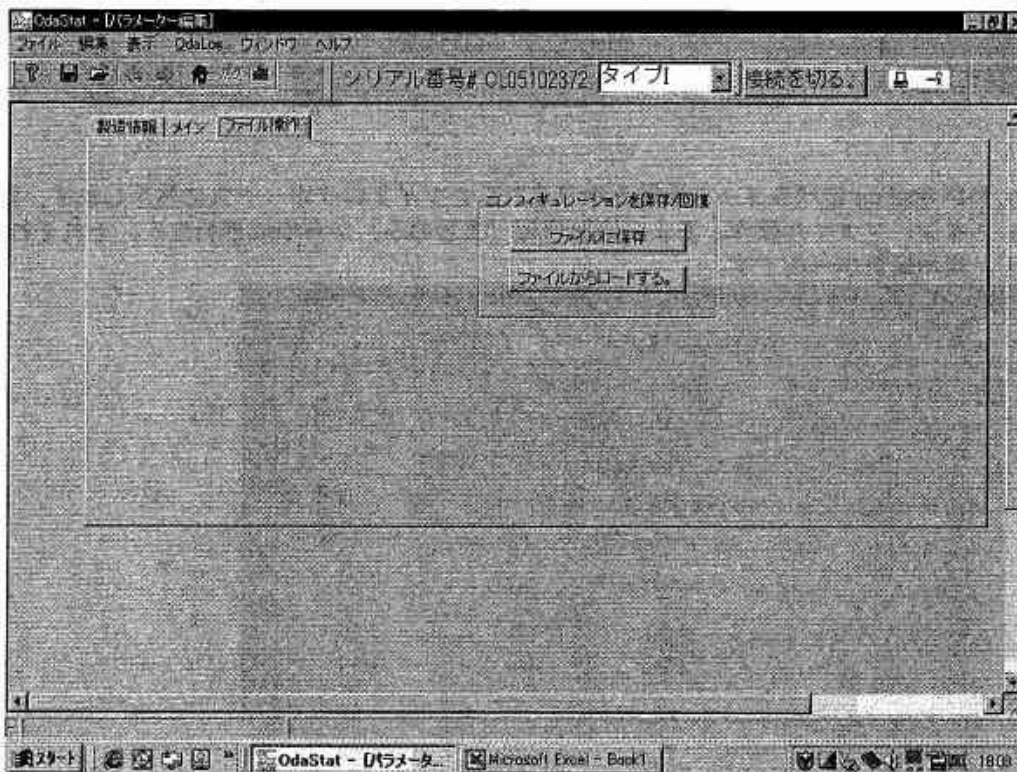 OdaStat - [パラメーター編集]
ファイル 編集 表示 OdaLog ウィンドウ ヘルプ
シリアル番号# OL05102372 タイプI 接続を切る。
製造情報 メイン ファイル操作
コンフィギュレーションを保存/回復
ファイルに保存
ファイルからロードする。
スタート OdaStat - [パラメータ... Microsoft Excel - Book1 18:03